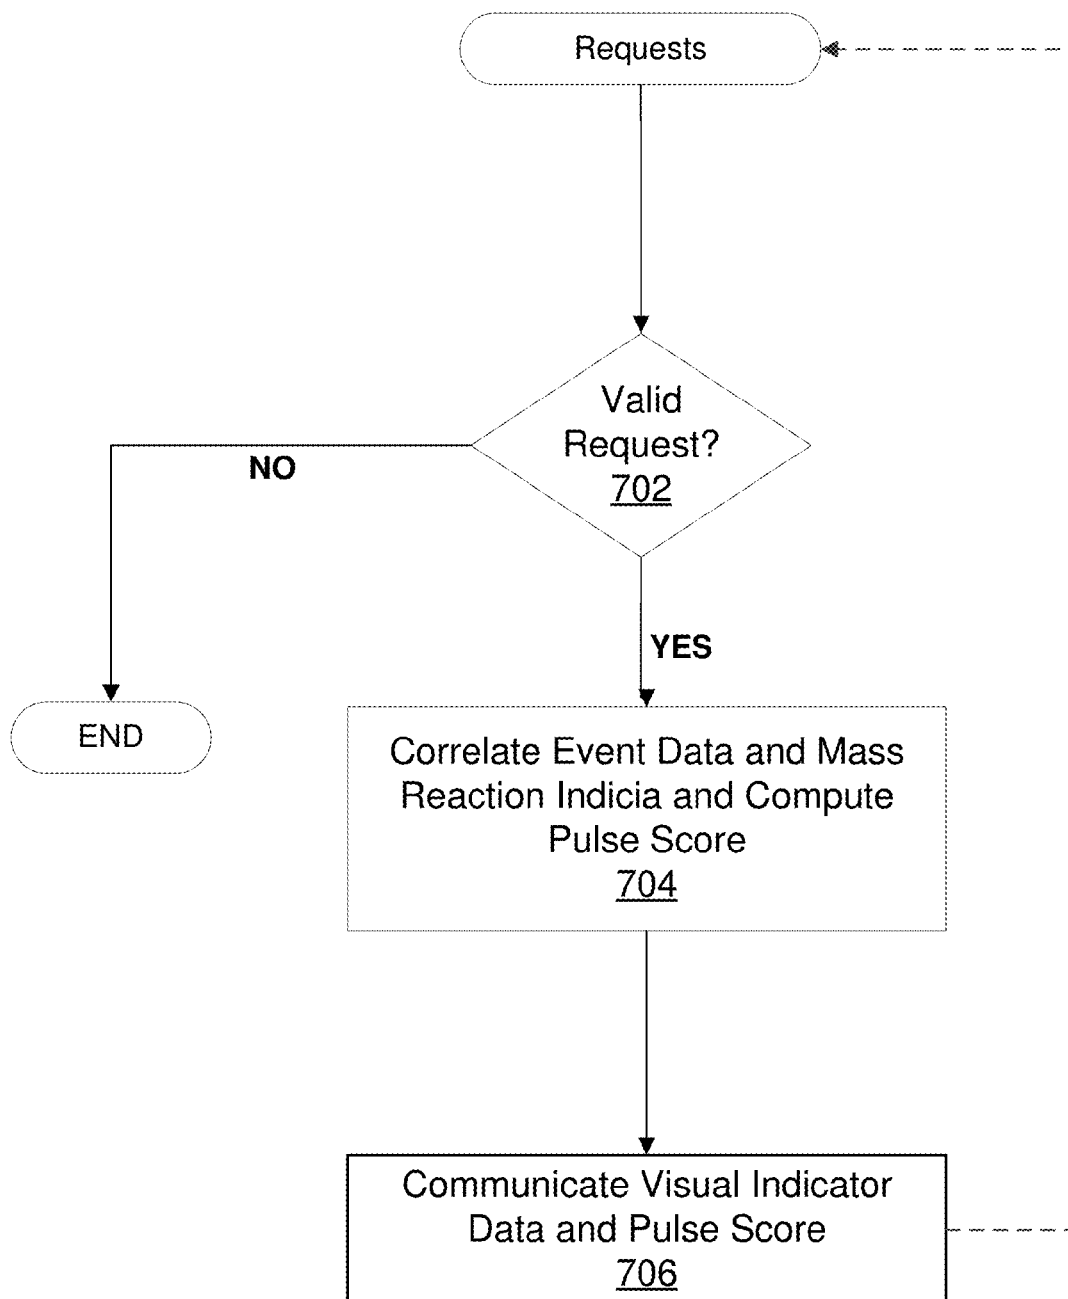 Requests
Valid
Request?
702
NO
YES
END
Correlate Event Data and Mass
Reaction Indicia and Compute
Pulse Score
704
Communicate Visual Indicator
Data and Pulse Score
706